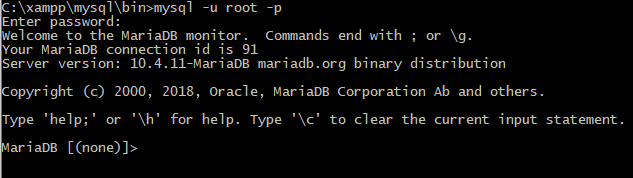 C:\xampp\mysql\bin>mysql -u root -p
Enter password:
Welcome to the MariaDB monitor.  Commands end with ; or \g.
Your MariaDB connection id is 91
Server version: 10.4.11-MariaDB mariadb.org binary distribution
Copyright (c) 2000, 2018, Oracle, MariaDB Corporation Ab and others.
Type 'help;' or '\h' for help. Type '\c' to clear the current input statement.
MariaDB [(none)]>